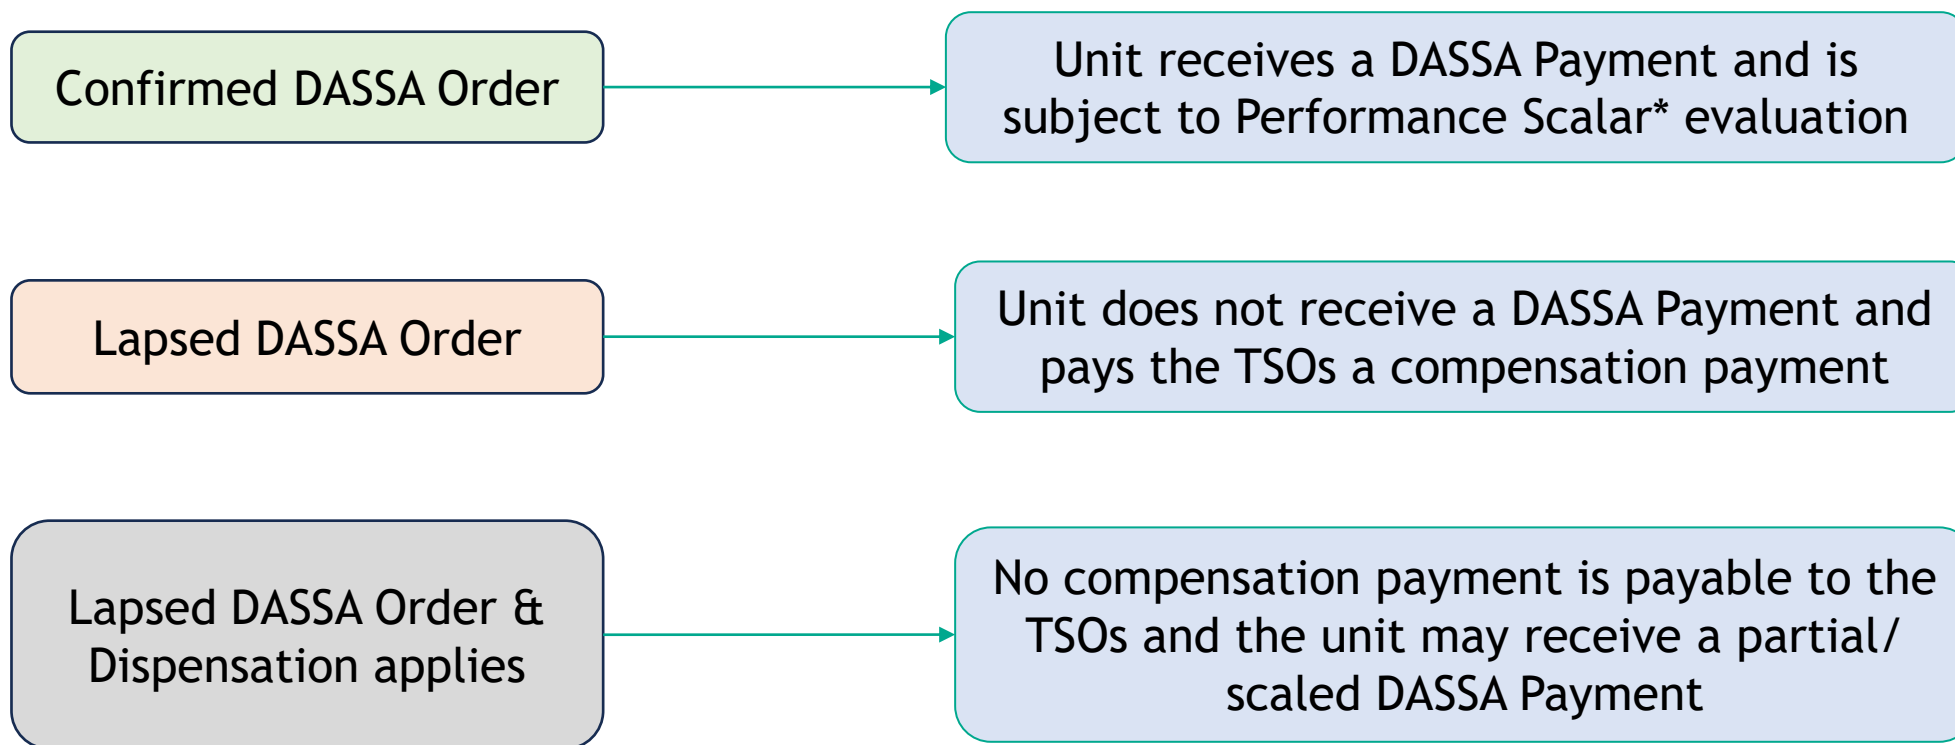 Confirmed DASSA Order
Unit receives a DASSA Payment and is
subject to Performance Scalar* evaluation
Lapsed DASSA Order
Unit does not receive a DASSA Payment and
pays the TSOs a compensation payment
Lapsed DASSA Order &
Dispensation applies
No compensation payment is payable to the
TSOs and the unit may receive a partial/
scaled DASSA Payment